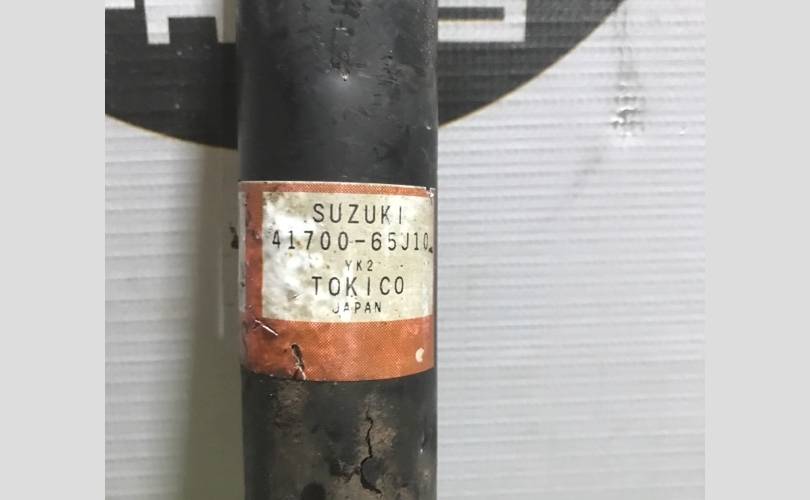 SUZUKI
41700-65J10
YK2
TOKICO
JAPAN